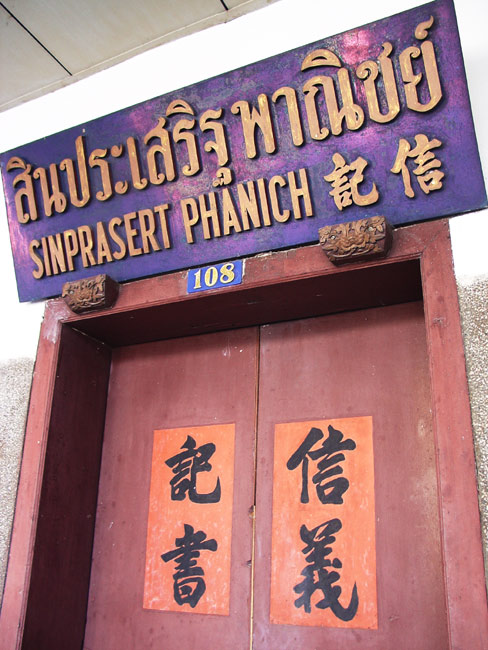 สินประเสริฐพาณิชย์
SINPRASERT PHANICH
信記
108
信義
記書